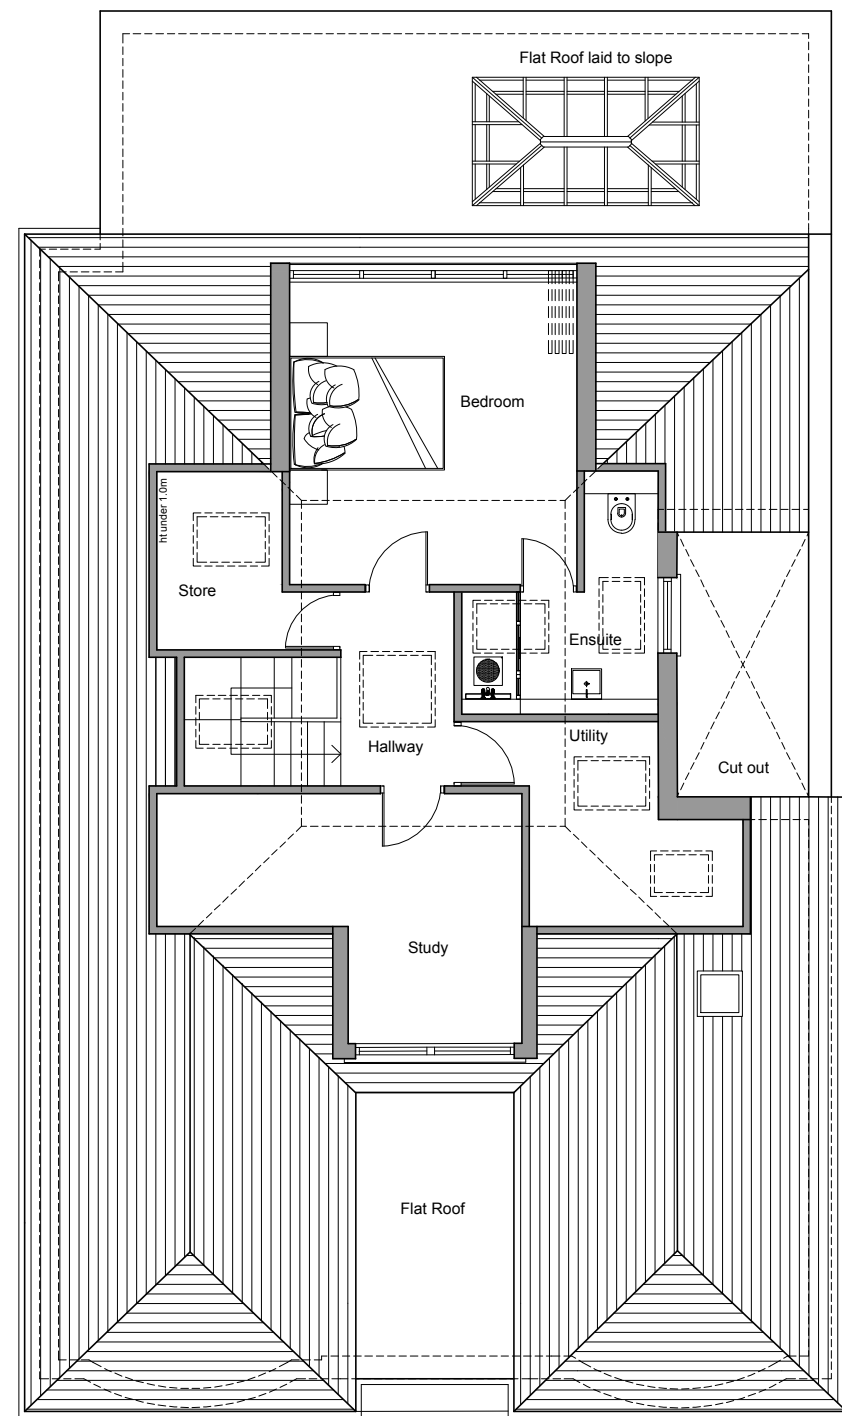 Flat Roof laid to slope
Bedroom
ht under 1.0m
Store
Ensuite
Utility
Hallway
Cut out
Study
Flat Roof